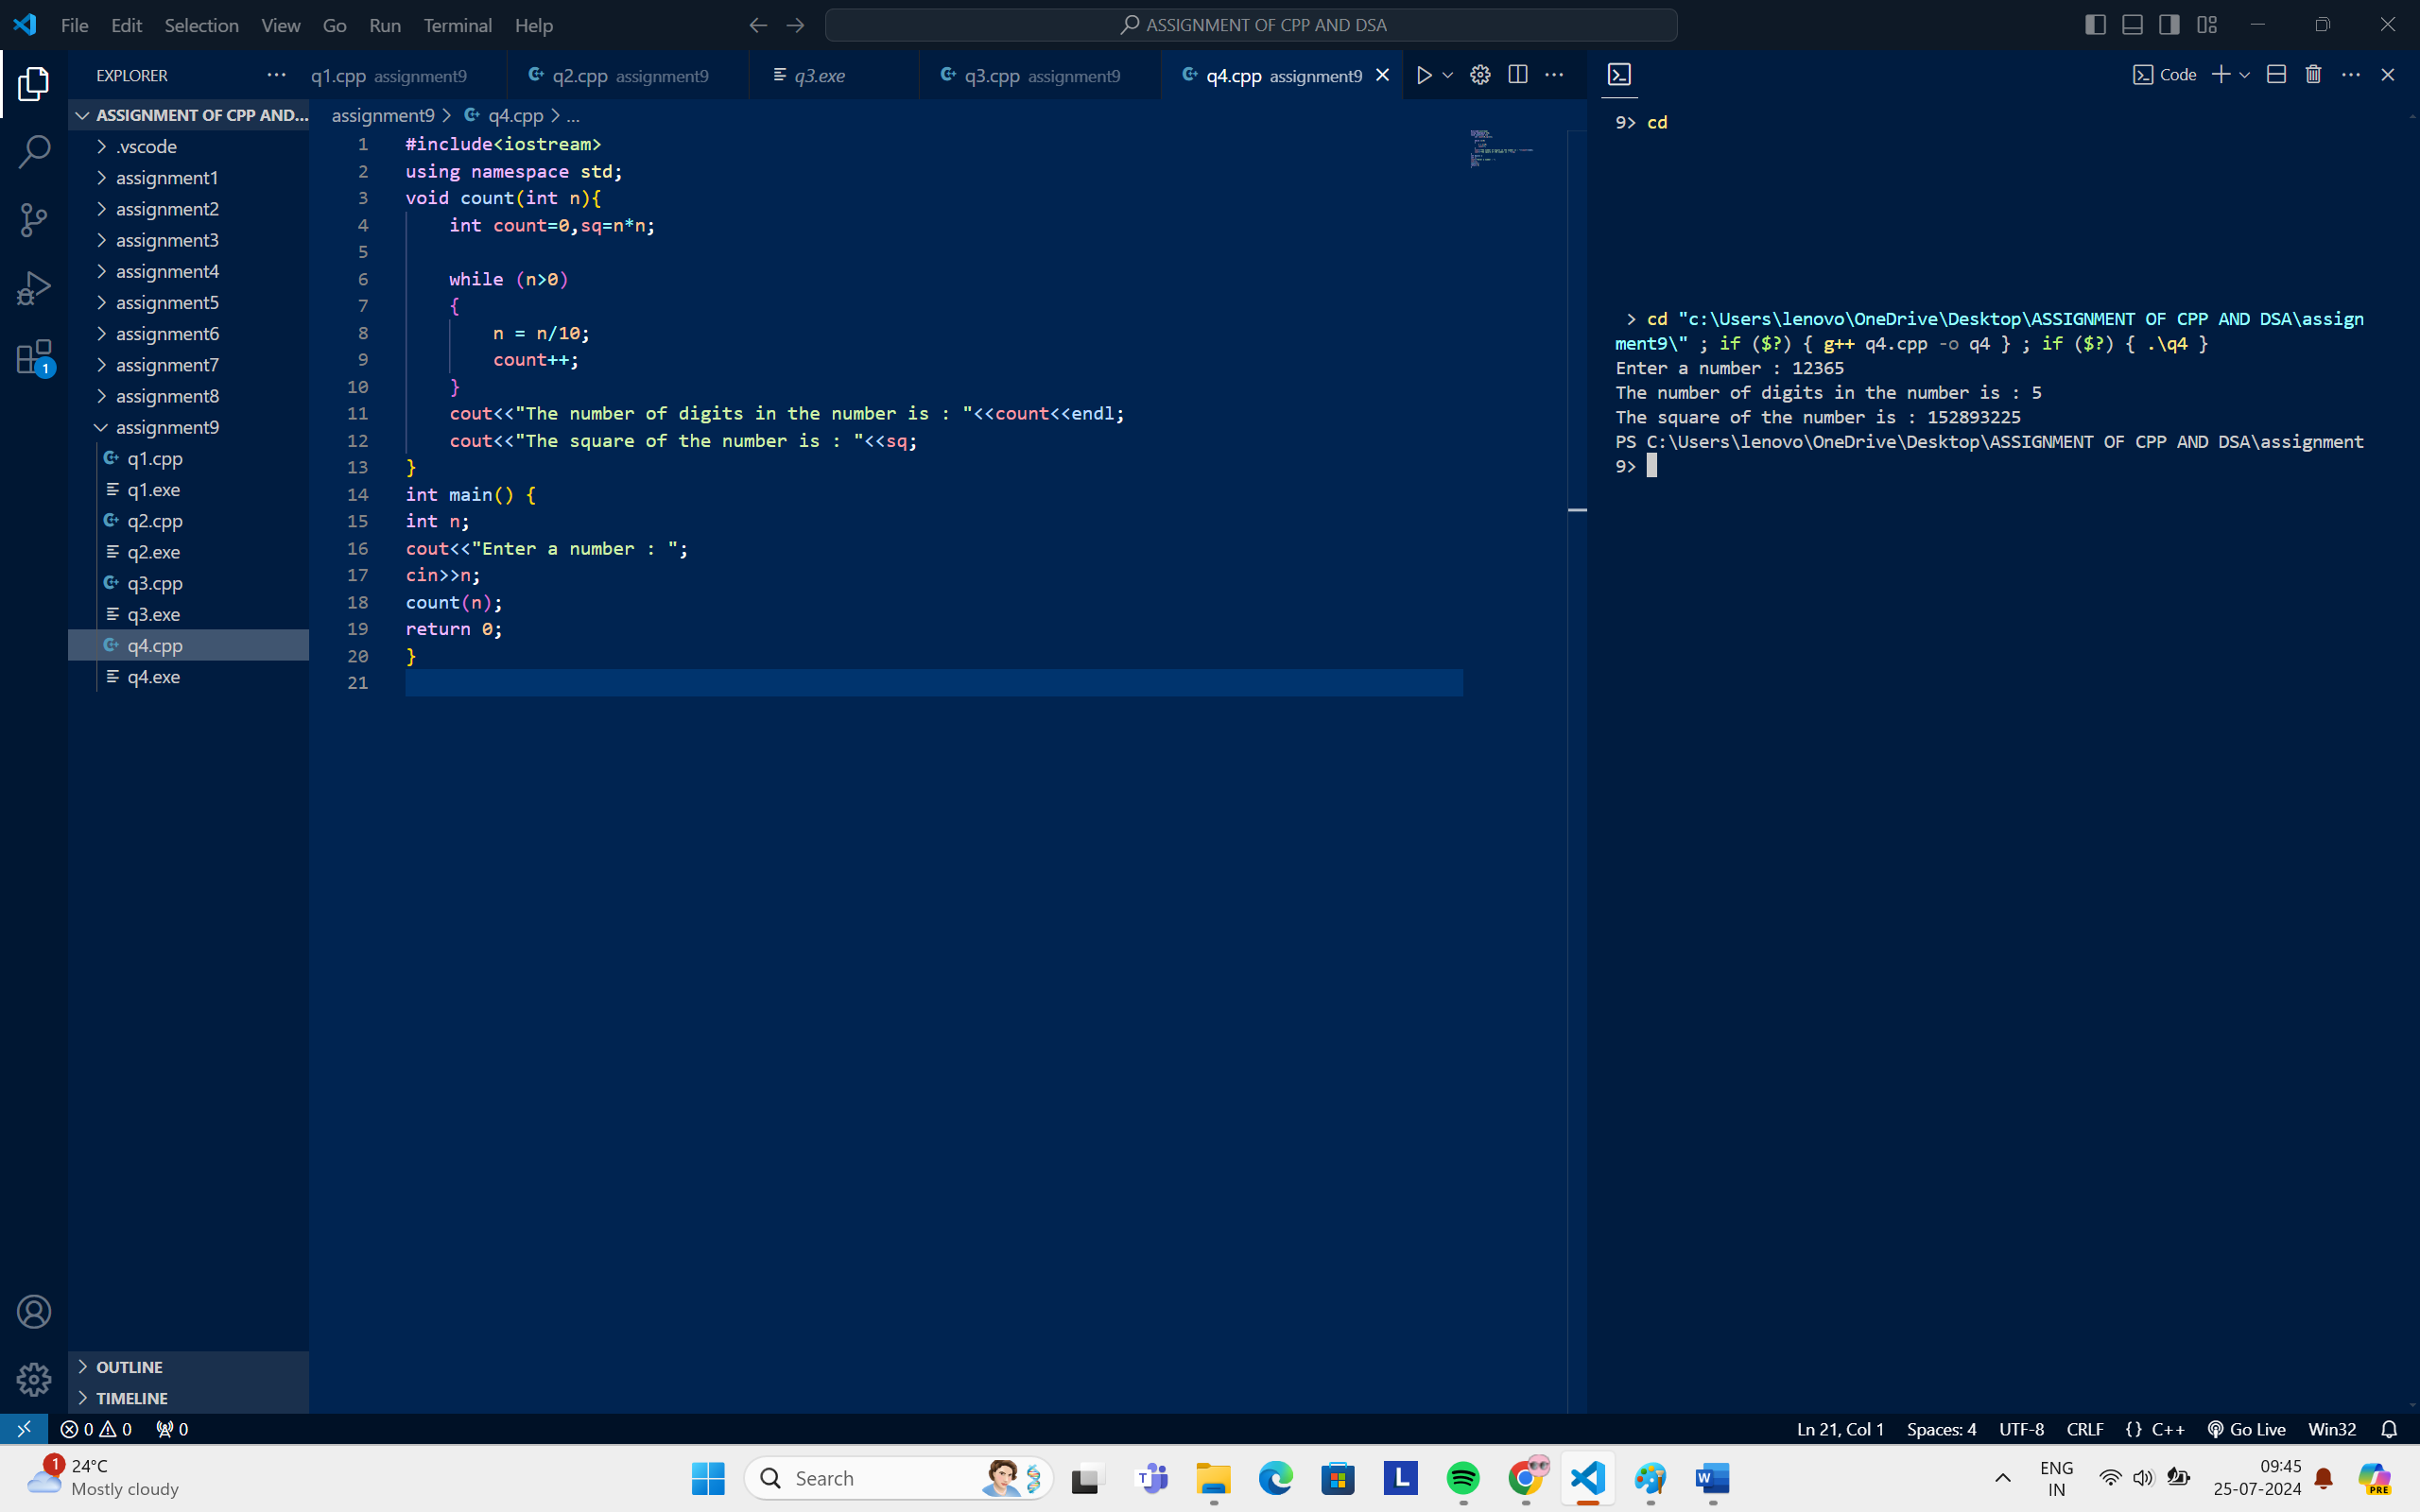 File Edit Selection View Go Run Terminal Help
ASSIGNMENT OF CPP AND DSA
EXPLORER
q1.cpp assignment9
q2.cpp assignment9
q3.exe
q3.cpp assignment9
q4.cpp assignment9
Code
ASSIGNMENT OF CPP AND...
.vscode
assignment1
assignment2
assignment3
assignment4
assignment5
assignment6
assignment7
assignment8
assignment9
q1.cpp
q1.exe
q2.cpp
q2.exe
q3.cpp
q3.exe
q4.cpp
q4.exe
OUTLINE
TIMELINE
1
assignment9 > q4.cpp > ...
1 #include<iostream>
2 using namespace std;
3 void count(int n){
4 int count=0,sq=n*n;
5
6 while (n>0)
7 {
8 n = n/10;
9 count++;
10 }
11 cout<<"The number of digits in the number is : "<<count<<endl;
12 cout<<"The square of the number is : "<<sq;
13 }
14 int main() {
15 int n;
16 cout<<"Enter a number : ";
17 cin>>n;
18 count(n);
19 return 0;
20 }
21
9> cd
> cd "c:\Users\lenovo\OneDrive\Desktop\ASSIGNMENT OF CPP AND DSA\assign
ment9\" ; if ($?) { g++ q4.cpp -o q4 } ; if ($?) { .\q4 }
Enter a number : 12365
The number of digits in the number is : 5
The square of the number is : 152893225
PS C:\Users\lenovo\OneDrive\Desktop\ASSIGNMENT OF CPP AND DSA\assignment
9>
0 0 0
Ln 21, Col 1 Spaces: 4 UTF-8 CRLF {} C++ Go Live Win32
1
24°C
Mostly cloudy
Search
T
L
W
ENG
IN
09:45
25-07-2024
PRE